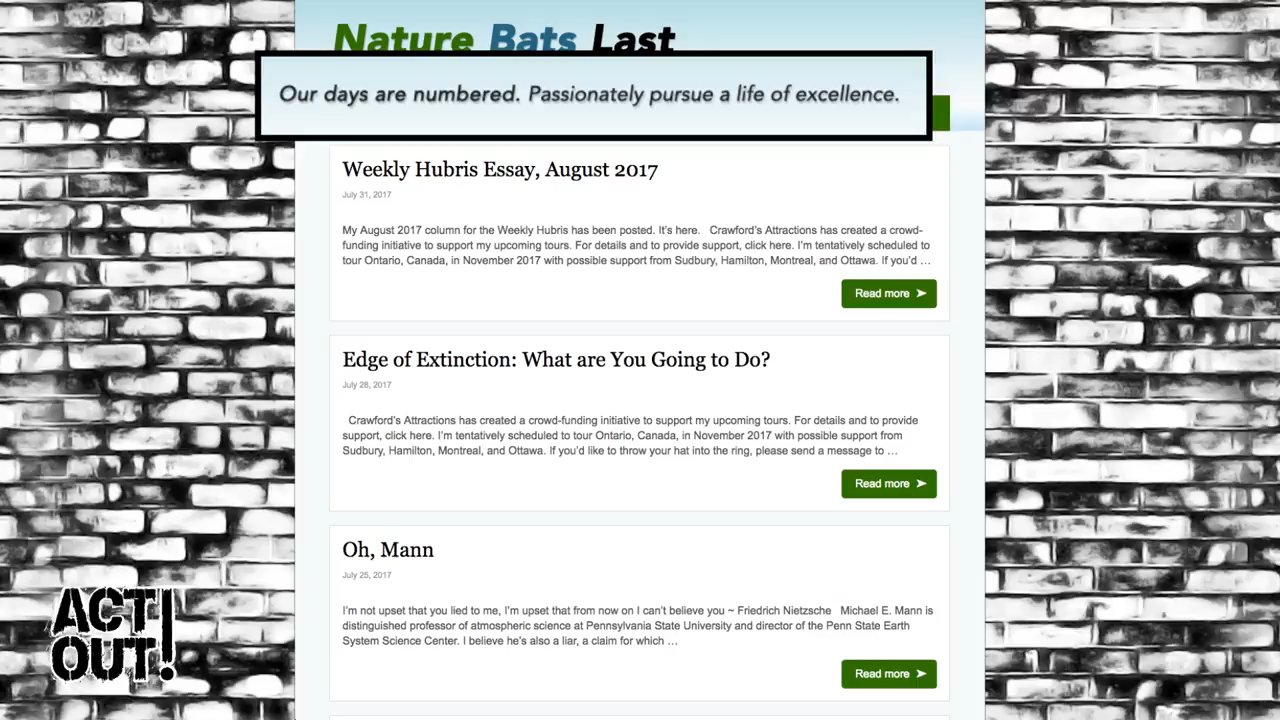 Nature Bats Last
Our days are numbered. Passionately pursue a life of excellence.
Weekly Hubris Essay, August 2017
July 31, 2017
My August 2017 column for the Weekly Hubris has been posted. It's here. Crawford's Attractions has created a crowd-
funding initiative to support my upcoming tours. For details and to provide support, click here. I'm tentatively scheduled to
tour Ontario, Canada, in November 2017 with possible support from Sudbury, Hamilton, Montreal, and Ottawa. If you'd …
Read more ➤
Edge of Extinction: What are You Going to Do?
July 28, 2017
Crawford's Attractions has created a crowd-funding initiative to support my upcoming tours. For details and to provide
support, click here. I'm tentatively scheduled to tour Ontario, Canada, in November 2017 with possible support from
Sudbury, Hamilton, Montreal, and Ottawa. If you'd like to throw your hat into the ring, please send a message to …
Read more ➤
Oh, Mann
July 25, 2017
I'm not upset that you lied to me, I'm upset that from now on I can't believe you ~ Friedrich Nietzsche Michael E. Mann is
distinguished professor of atmospheric science at Pennsylvania State University and director of the Penn State Earth
System Science Center. I believe he's also a liar, a claim for which …
Read more ➤
ACT
OUT!